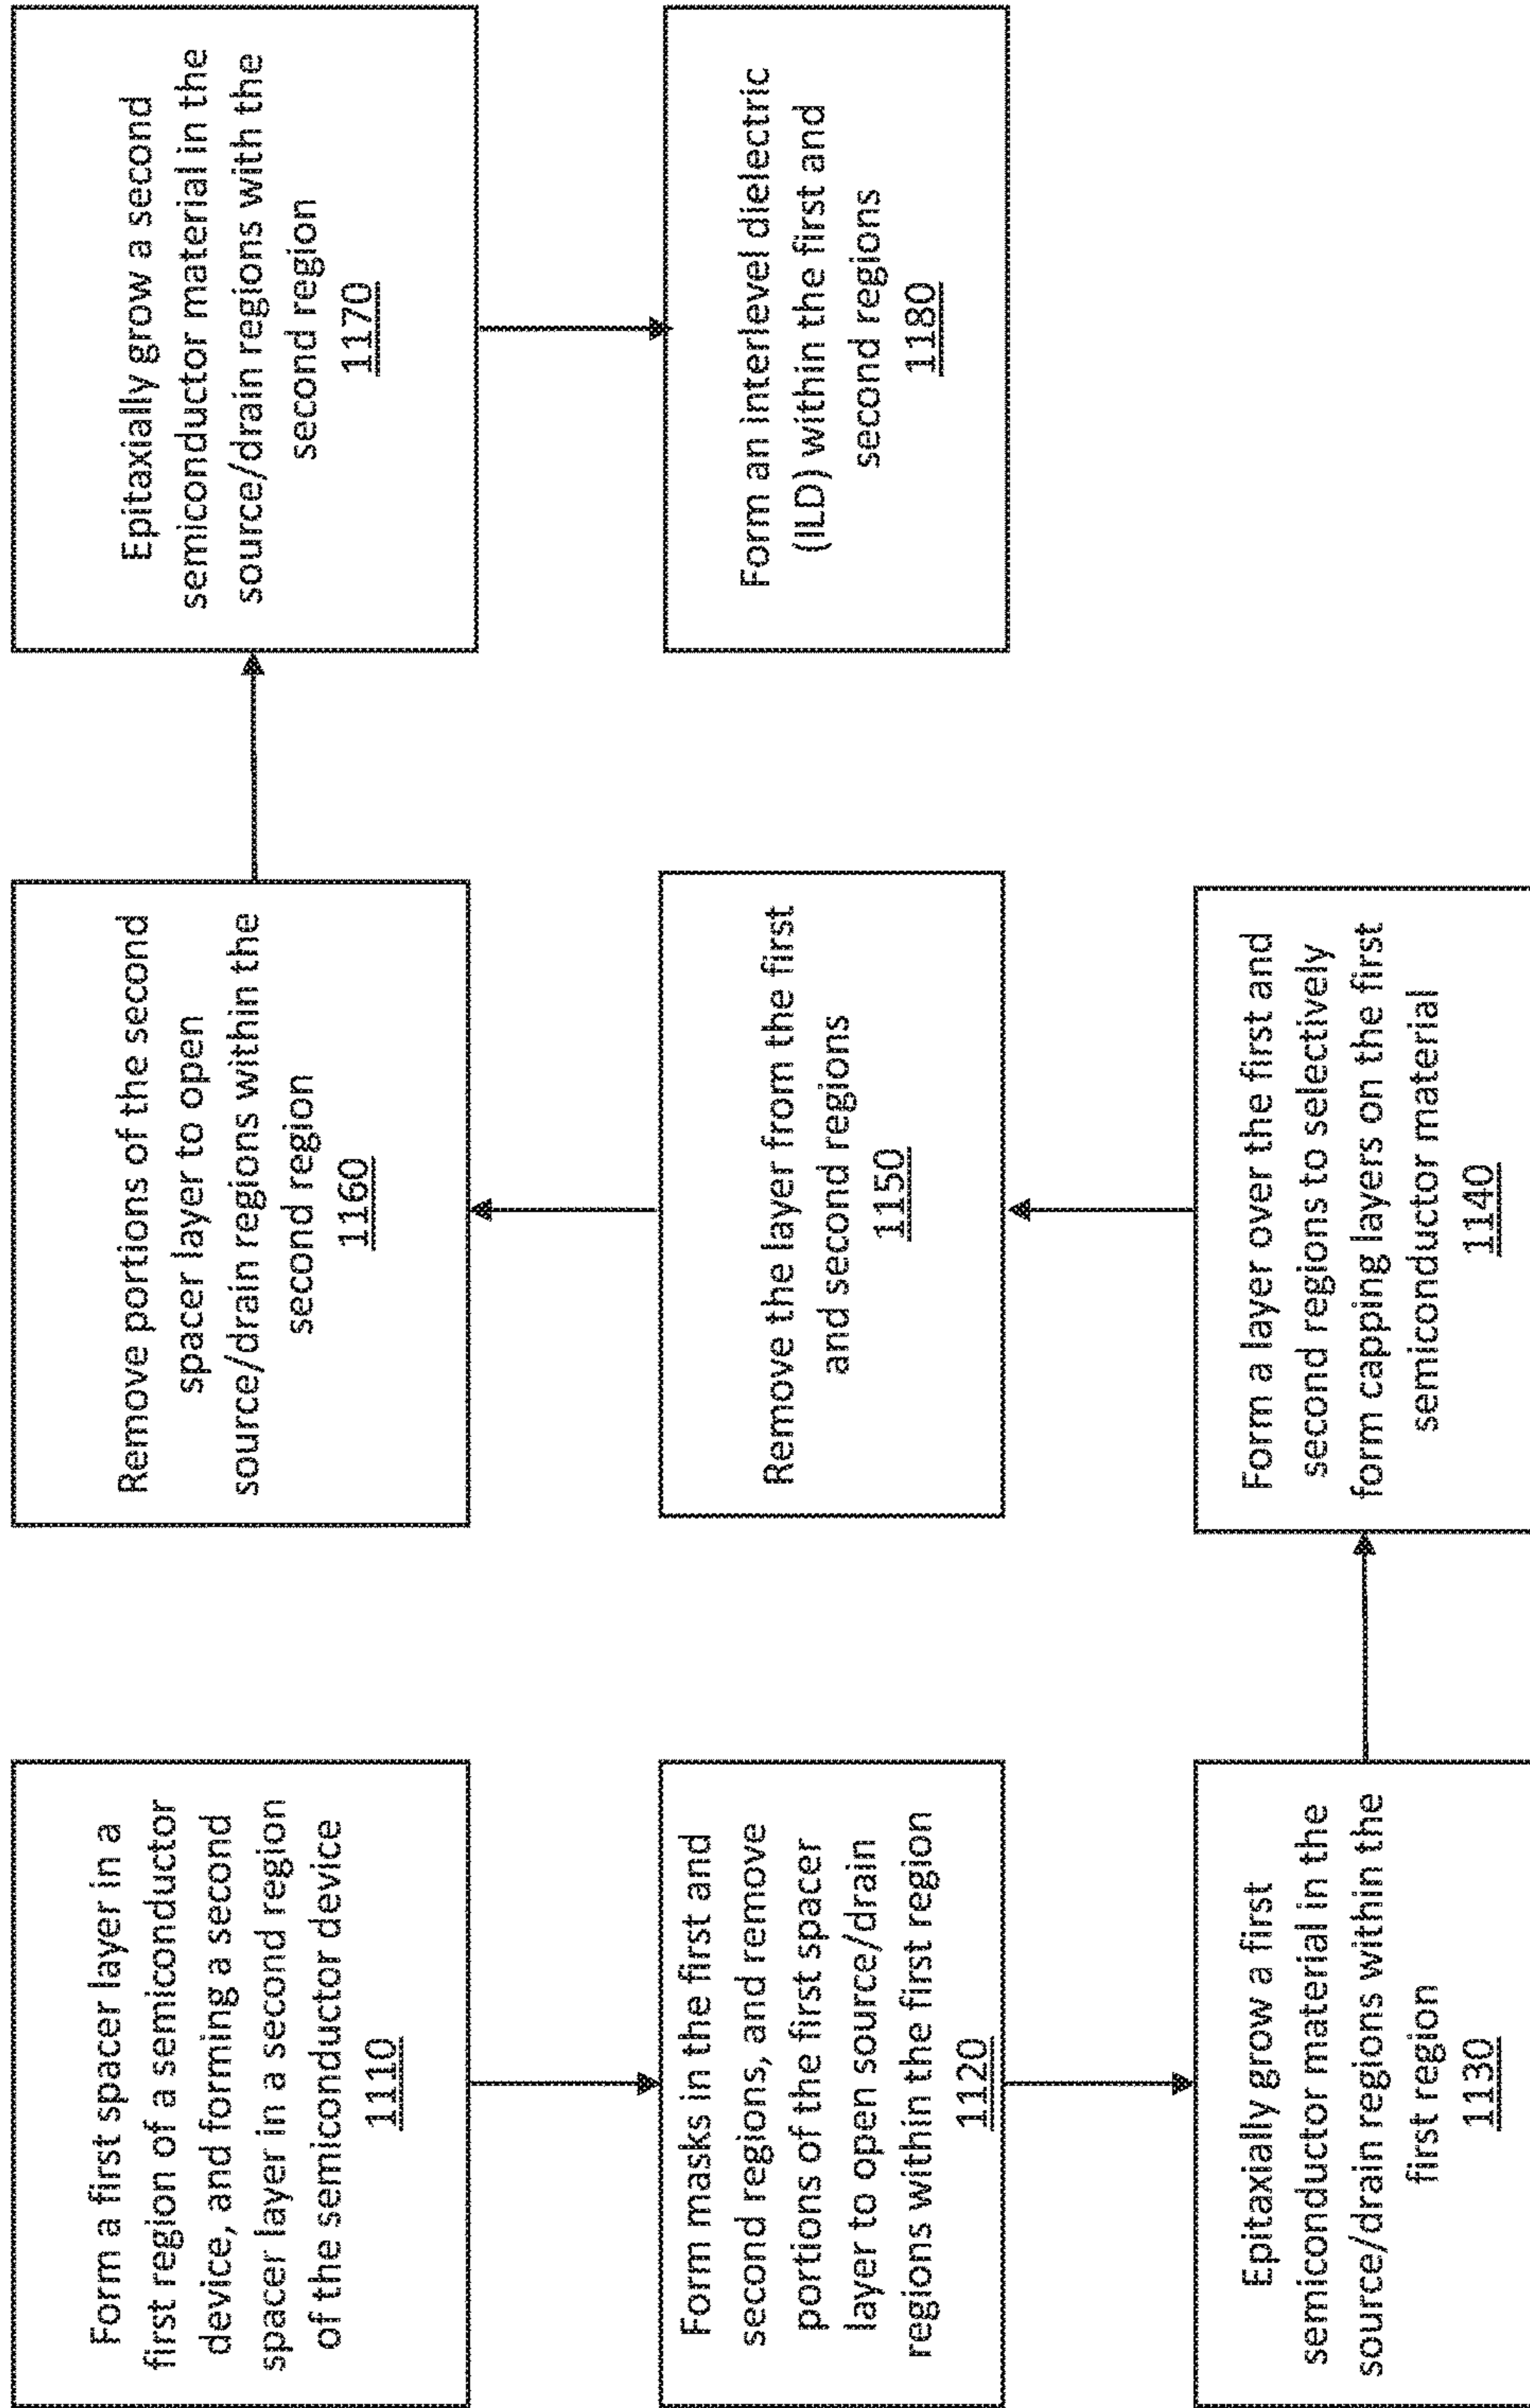 Form a first spacer layer in a
first region of a semiconductor
device, and forming a second
spacer layer in a second region
of the semiconductor device
1110
Form masks in the first and
second regions, and remove
portions of the first spacer
layer to open source/drain
regions within the first region
1120
Epitaxially grow a first
semiconductor material in the
source/drain regions within the
first region
1130
Form a layer over the first and
second regions to selectively
form capping layers on the first
semiconductor material
1140
Remove the layer from the first
and second regions
1150
Remove portions of the second
spacer layer to open
source/drain regions within the
second region
1160
Epitaxially grow a second
semiconductor material in the
source/drain regions with the
second region
1170
Form an interlevel dielectric
(ILD) within the first and
second regions
1180